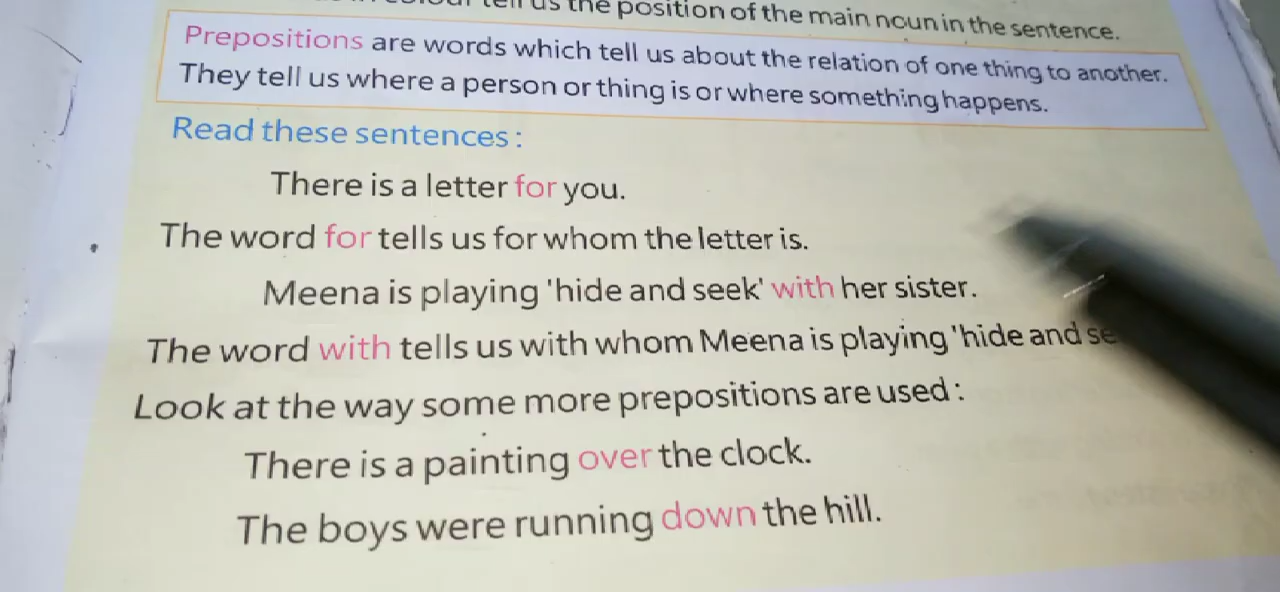 us the position of the main noun in the sentence.
Prepositions are words which tell us about the relation of one thing to another.
They tell us where a person or thing is or where something happens.
Read these sentences :
There is a letter for you.
The word for tells us for whom the letter is.
Meena is playing 'hide and seek' with her sister.
The word with tells us with whom Meena is playing 'hide and se
Look at the way some more prepositions are used :
There is a painting over the clock.
The boys were running down the hill.